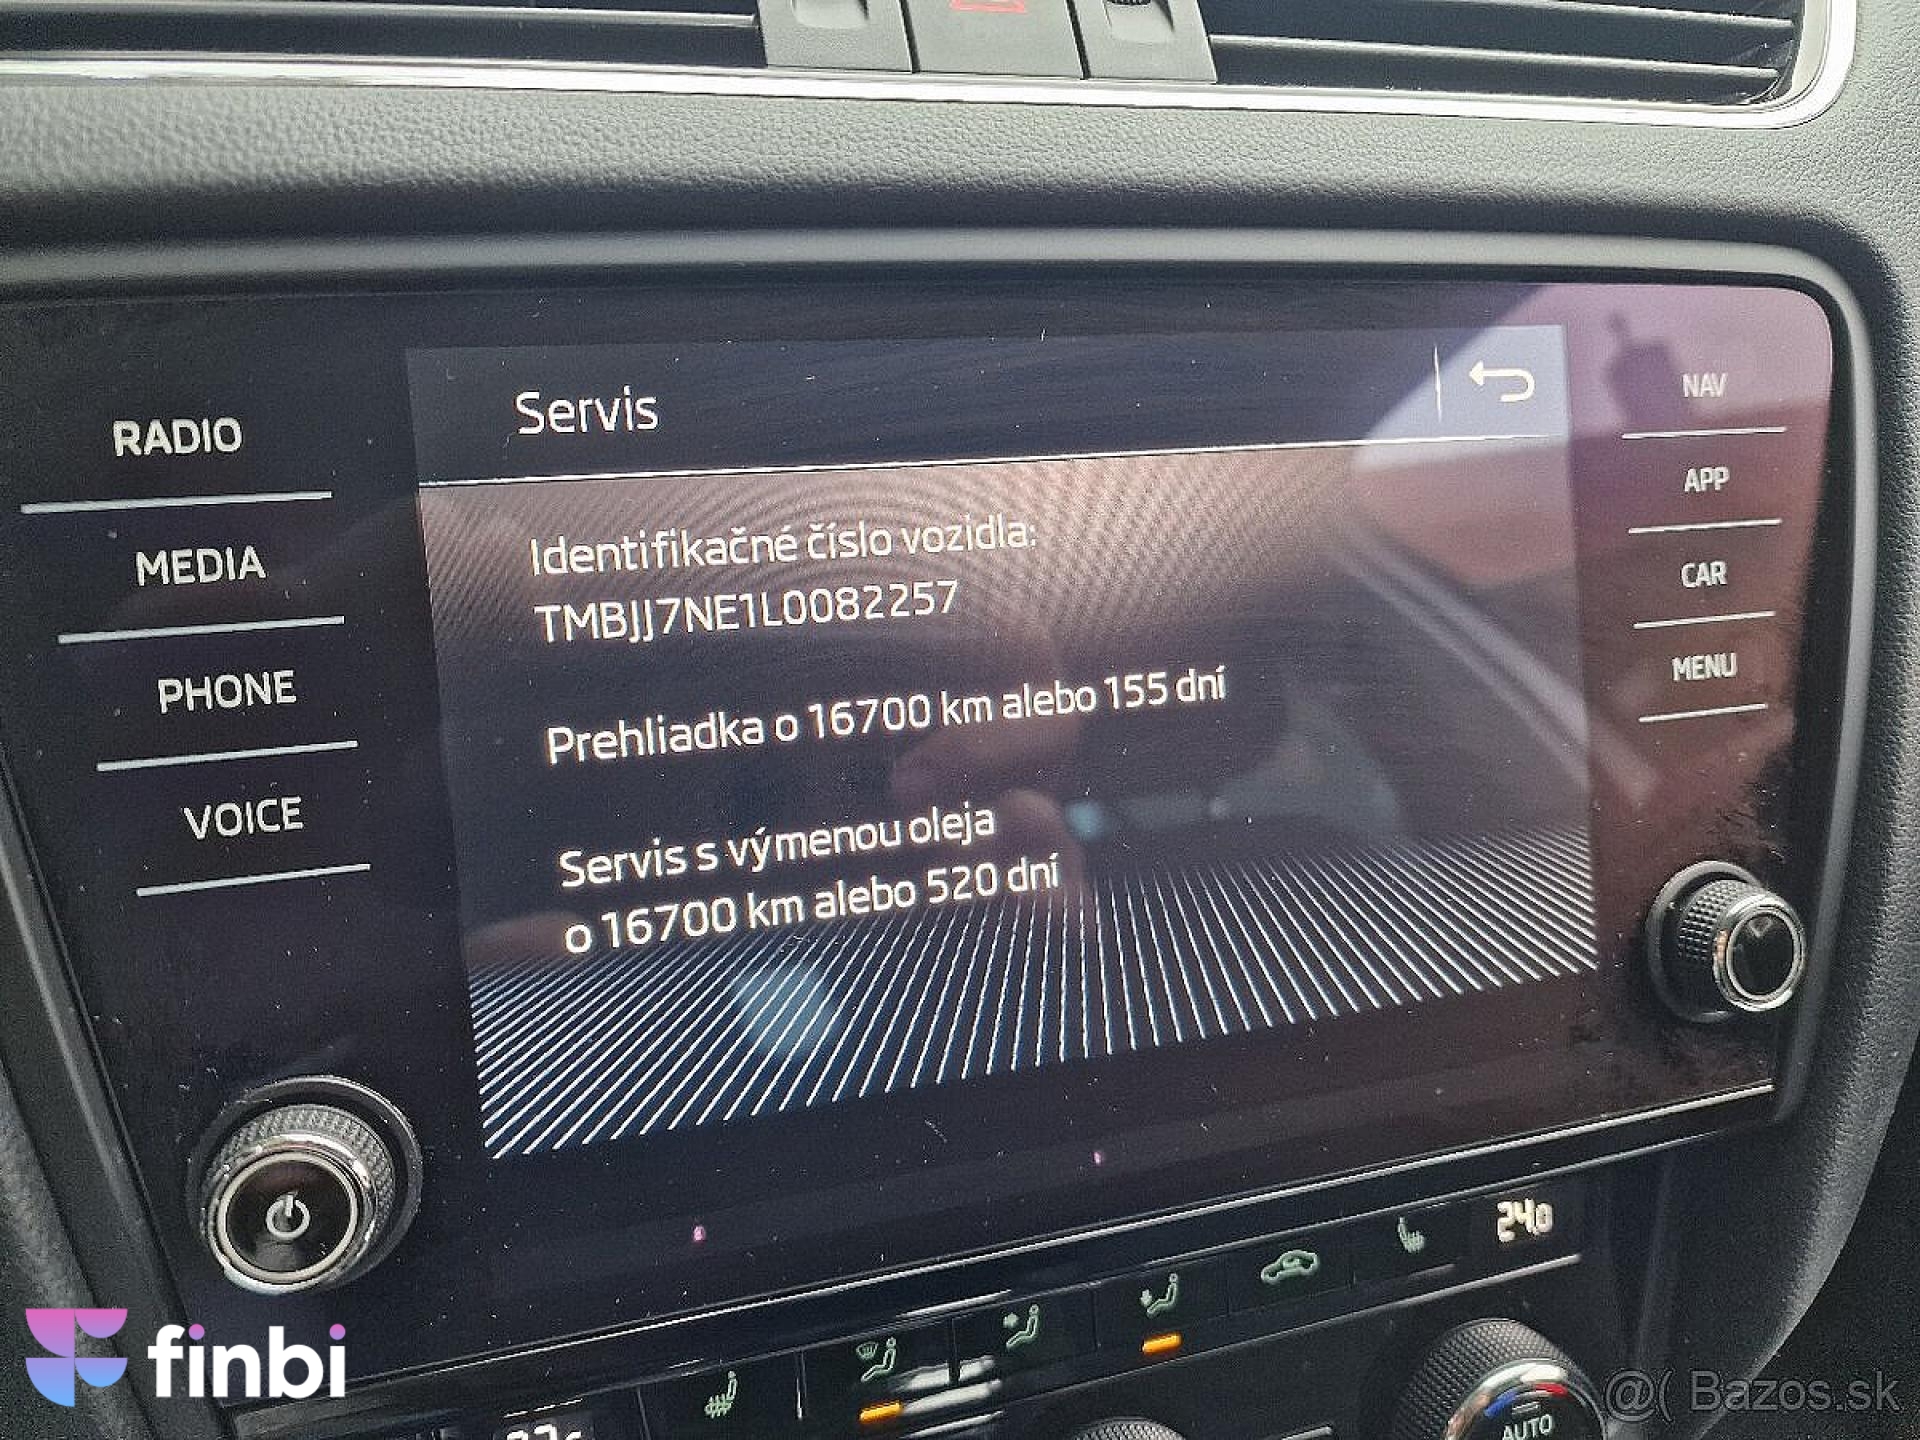 Servis
RADIO
MEDIA
PHONE
VOICE
Identifikačné číslo vozidla:
TMBJJ7NE1L0082257
Prehliadka o 16700 km alebo 155 dní
Servis s výmenou oleja
o 16700 km alebo 520 dní
NAV
APP
CAR
MENU
24.0
AUTO
finbi
@( Bazos.sk